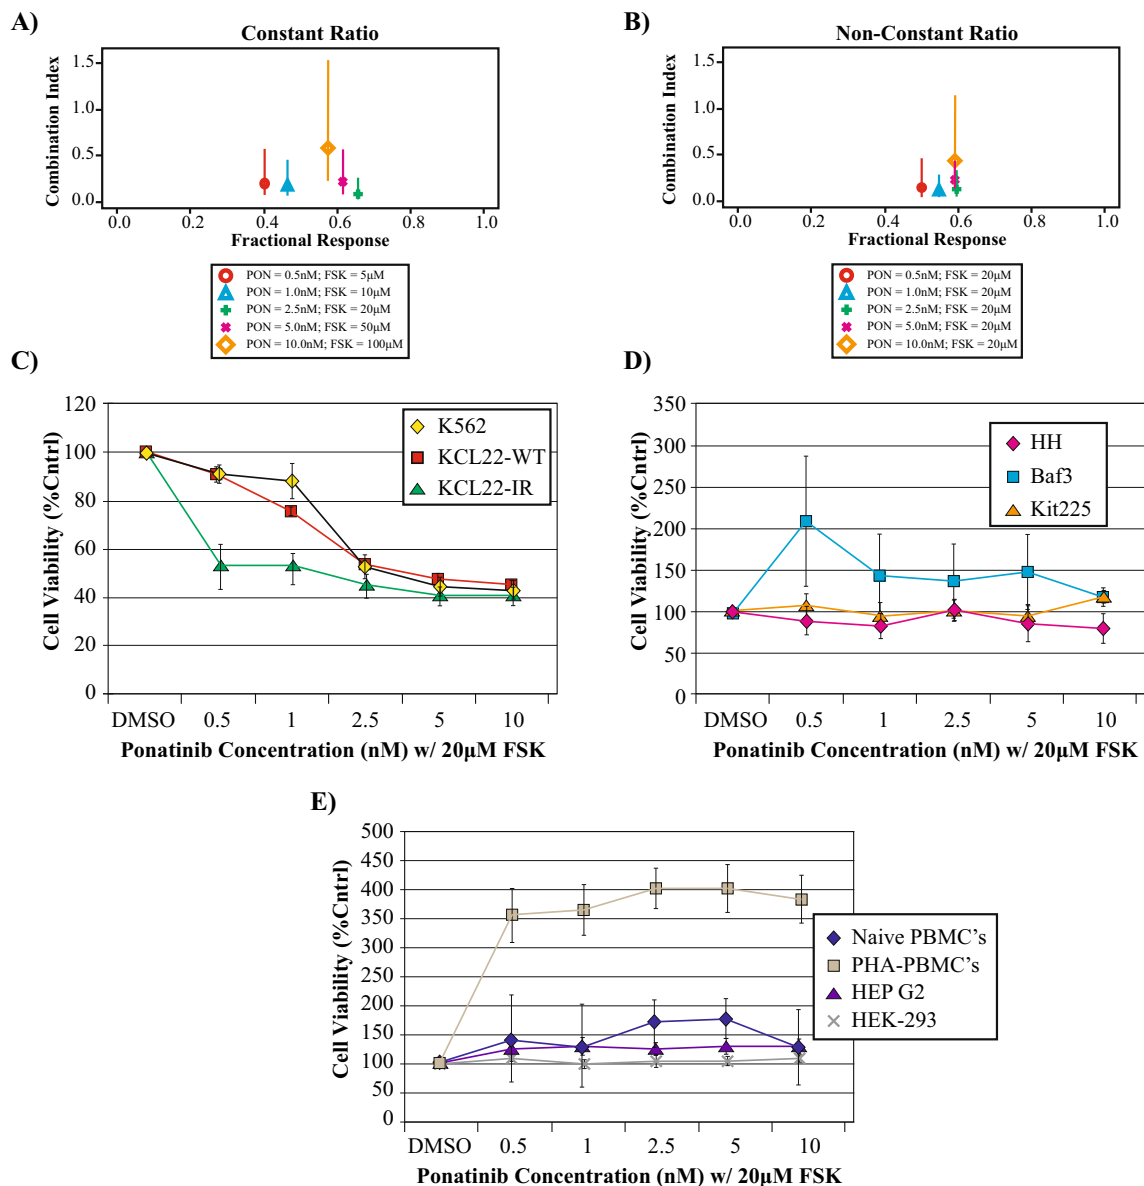 A)
Constant Ratio
Combination Index
1.5
1.0
0.5
0.0
0.0 0.2 0.4 0.6 0.8 1.0
Fractional Response
PON = 0.5nM; FSK = 5µM
PON = 1.0nM; FSK = 10µM
PON = 2.5nM; FSK = 20µM
PON = 5.0nM; FSK = 50µM
PON = 10.0nM; FSK = 100µM
B)
Non-Constant Ratio
Combination Index
1.5
1.0
0.5
0.0
0.0 0.2 0.4 0.6 0.8 1.0
Fractional Response
PON = 0.5nM; FSK = 20µM
PON = 1.0nM; FSK = 20µM
PON = 2.5nM; FSK = 20µM
PON = 5.0nM; FSK = 20µM
PON = 10.0nM; FSK = 20µM
C)
Cell Viability (%Cntrl)
120
100
80
60
40
20
0
K562
KCL22-WT
KCL22-IR
DMSO 0.5 1 2.5 5 10
Ponatinib Concentration (nM) w/ 20µM FSK
D)
Cell Viability (%Cntrl)
350
300
250
200
150
100
50
0
HH
Baf3
Kit225
DMSO 0.5 1 2.5 5 10
Ponatinib Concentration (nM) w/ 20µM FSK
E)
Cell Viability (%Cntrl)
500
450
400
350
300
250
200
150
100
50
0
Naive PBMC's
PHA-PBMC's
HEP G2
HEK-293
DMSO 0.5 1 2.5 5 10
Ponatinib Concentration (nM) w/ 20µM FSK